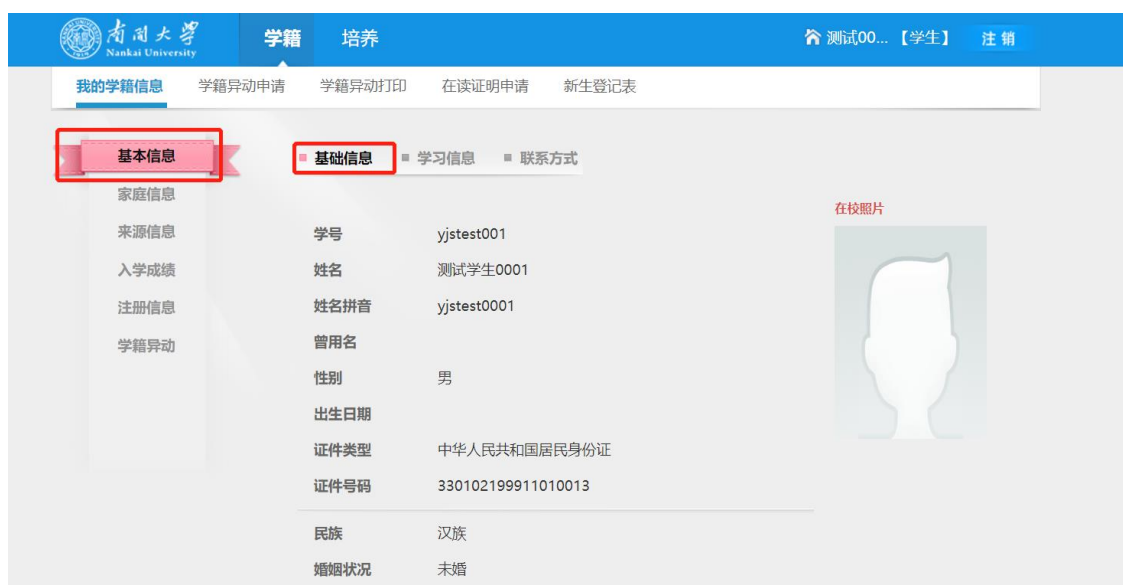 南开大学
Nankai University
学籍 培养 测试00... 【学生】 注销
我的学籍信息 学籍异动申请 学籍异动打印 在读证明申请 新生登记表
基本信息
家庭信息
来源信息
入学成绩
注册信息
学籍异动
基础信息 学习信息 联系方式
在校照片
学号 yjstest001
姓名 测试学生0001
姓名拼音 yjstest0001
曾用名
性别 男
出生日期
证件类型 中华人民共和国居民身份证
证件号码 330102199911010013
民族 汉族
婚姻状况 未婚